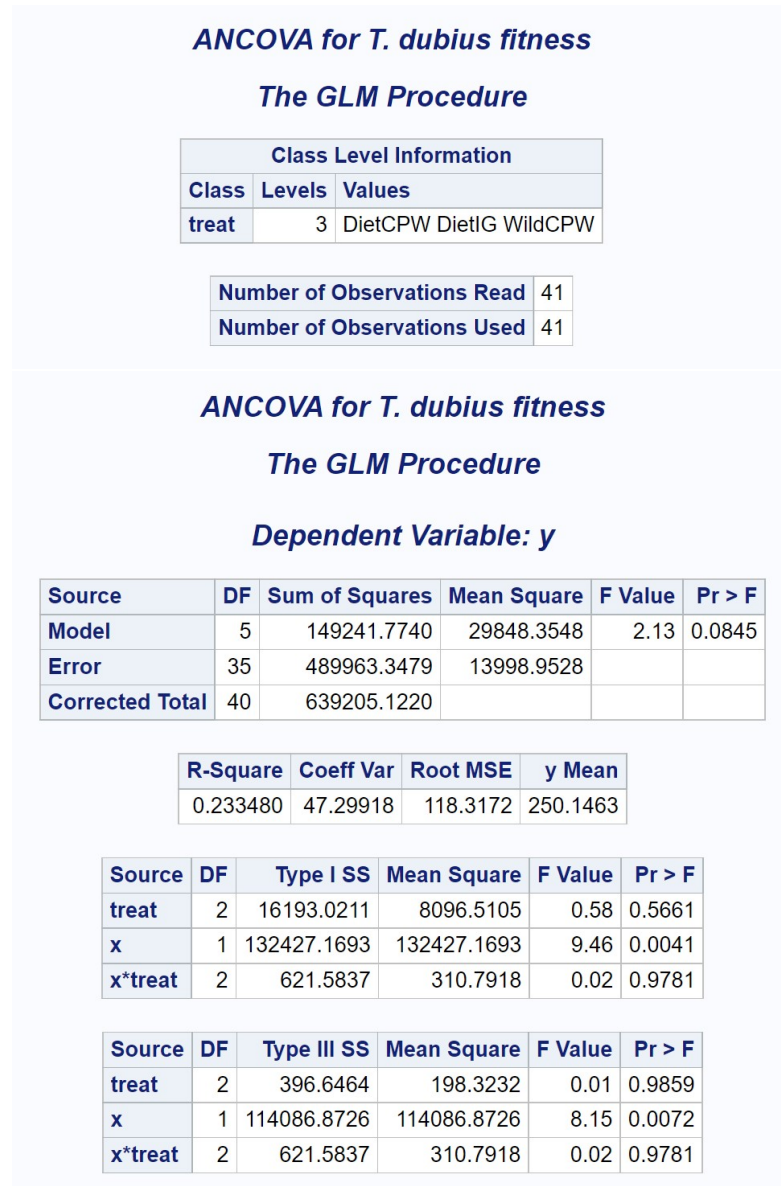 ANCOVA for T. dubius fitness
The GLM Procedure
Class Level Information
Class Levels Values
treat 3 DietCPW DietIG WildCPW
Number of Observations Read 41
Number of Observations Used 41
ANCOVA for T. dubius fitness
The GLM Procedure
Dependent Variable: y
Source DF Sum of Squares Mean Square F Value Pr > F
Model 5 149241.7740 29848.3548 2.13 0.0845
Error 35 489963.3479 13998.9528
Corrected Total 40 639205.1220
R-Square Coeff Var Root MSE y Mean
0.233480 47.29918 118.3172 250.1463
Source DF Type I SS Mean Square F Value Pr > F
treat 2 16193.0211 8096.5105 0.58 0.5661
x 1 132427.1693 132427.1693 9.46 0.0041
x*treat 2 621.5837 310.7918 0.02 0.9781
Source DF Type III SS Mean Square F Value Pr > F
treat 2 396.6464 198.3232 0.01 0.9859
x 1 114086.8726 114086.8726 8.15 0.0072
x*treat 2 621.5837 310.7918 0.02 0.9781